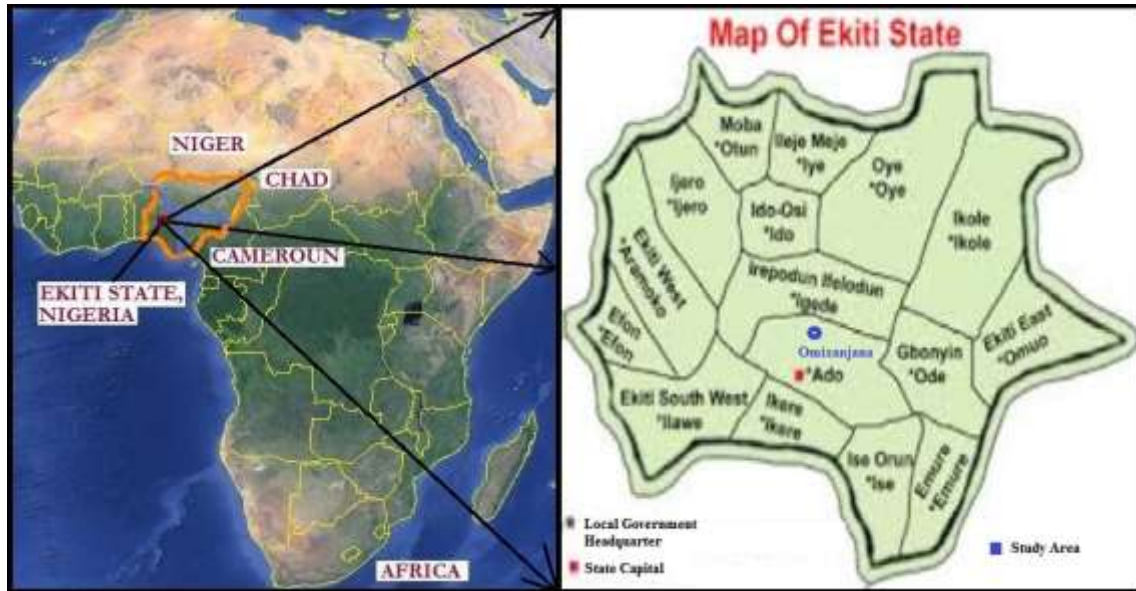 NIGER
CHAD
CAMEROUN
EKITI STATE,
NIGERIA
AFRICA
Map Of Ekiti State
Moba
*Otun
Ileje Meje
*Iye
Oye
*Oye
Ijero
*Ijero
Ido-Osi
*Ido
Ikole
*Ikole
Ekiti West
*Aramoko
Irepodun Ifelodun
*Igede
Efon
*Efon
Omisanjana
*Ado
Gbonyin
*Ode
Ekiti East
*Omuo
Ekiti South West
*Ilawe
Ikere
*Ikere
Ise Orun
*Ise
Emure
*Emure
Local Government
Headquarter
State Capital
Study Area